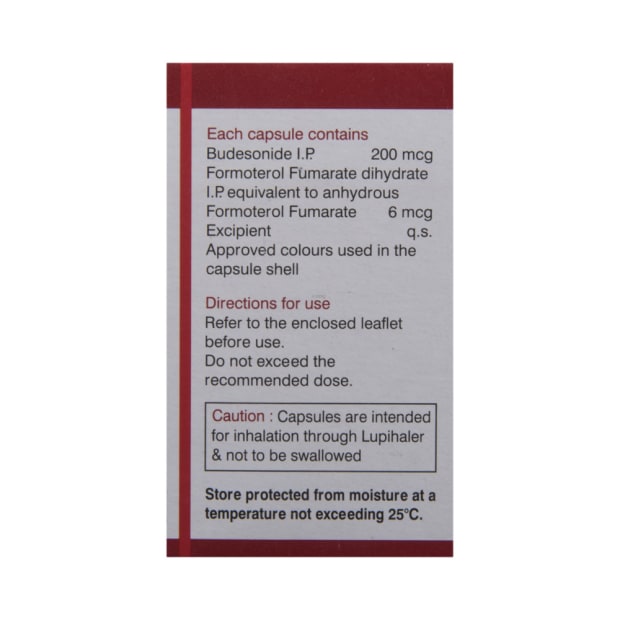 Each capsule contains
Budesonide I.P. 200 mcg
Formoterol Fumarate dihydrate
I.P. equivalent to anhydrous
Formoterol Fumarate 6 mcg
Excipient q.s.
Approved colours used in the
capsule shell
Directions for use
Refer to the enclosed leaflet
before use.
Do not exceed the
recommended dose.
Caution : Capsules are intended
for inhalation through Lupihaler
& not to be swallowed
Store protected from moisture at a
temperature not exceeding 25°C.